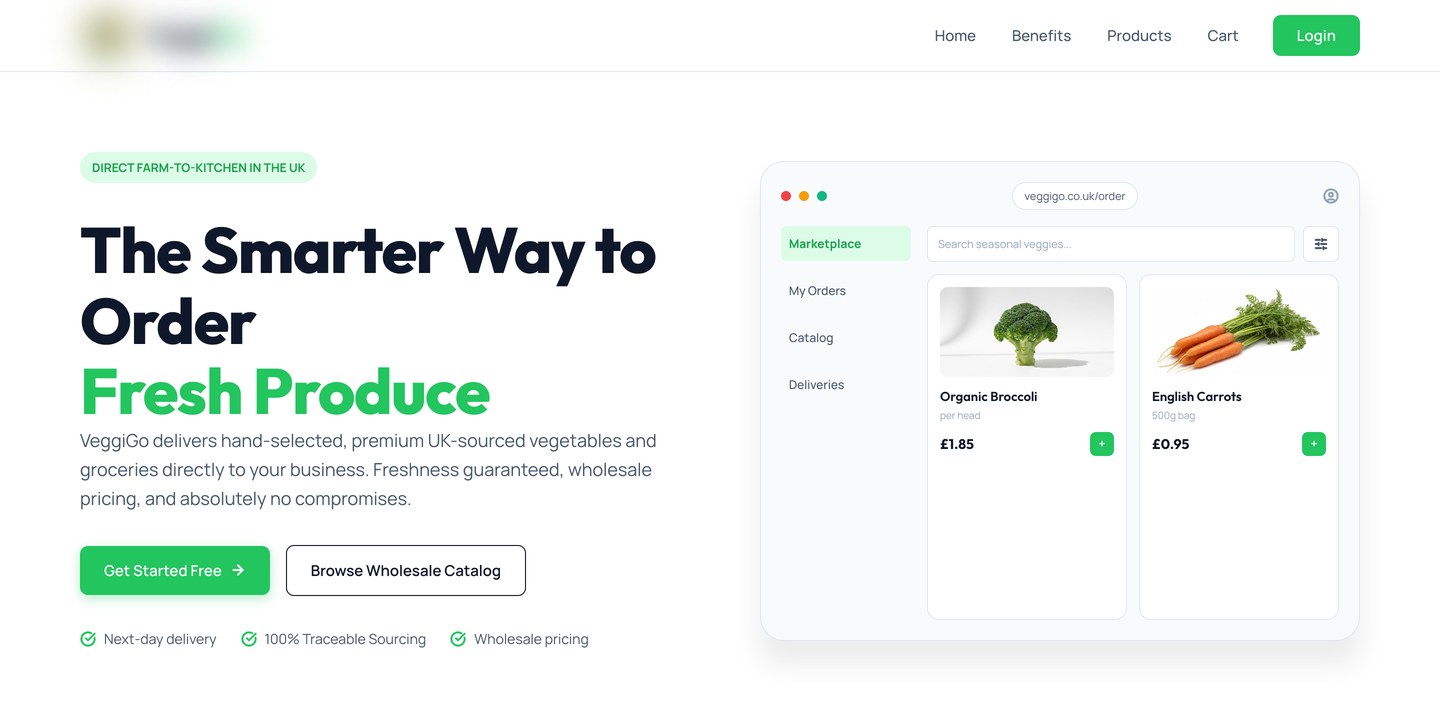 Home Benefits Products Cart Login
DIRECT FARM-TO-KITCHEN IN THE UK
The Smarter Way to
Order
Fresh Produce
VeggiGo delivers hand-selected, premium UK-sourced vegetables and
groceries directly to your business. Freshness guaranteed, wholesale
pricing, and absolutely no compromises.
Get Started Free
Browse Wholesale Catalog
Next-day delivery
100% Traceable Sourcing
Wholesale pricing
veggigo.co.uk/order
Marketplace
My Orders
Catalog
Deliveries
Search seasonal veggies...
Organic Broccoli
per head
£1.85 +
English Carrots
500g bag
£0.95 +